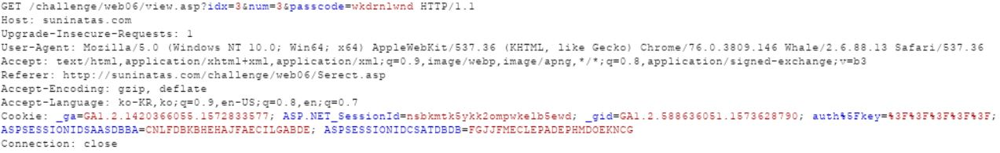 GET /challenge/web06/view.asp?idx=3&num=3&passcode=wkdrnlwnd HTTP/1.1
Host: suninatas.com
Upgrade-Insecure-Requests: 1
User-Agent: Mozilla/5.0 (Windows NT 10.0; Win64; x64) AppleWebKit/537.36 (KHTML, like Gecko) Chrome/76.0.3809.146 Whale/2.6.88.13 Safari/537.36
Accept: text/html,application/xhtml+xml,application/xml;q=0.9,image/webp,image/apng,*/*;q=0.8,application/signed-exchange;v=b3
Referer: http://suninatas.com/challenge/web06/Serect.asp
Accept-Encoding: gzip, deflate
Accept-Language: ko-KR,ko;q=0.9,en-US;q=0.8,en;q=0.7
Cookie: _ga=GA1.2.1420366055.1572833577; ASP.NET_SessionId=nsbkmtk5ykk2ompwke1b5ewd; _gid=GA1.2.588636051.1573628790; auth%5Fkey=%3F%3F%3F%3F%3F;
ASPSESSIONIDSAASDBBA=CNLFDBKBHEHAJFAECILGABDE; ASPSESSIONIDCSATDBDB=FGJJFMECLEPADEPHMDOEKNCG
Connection: close